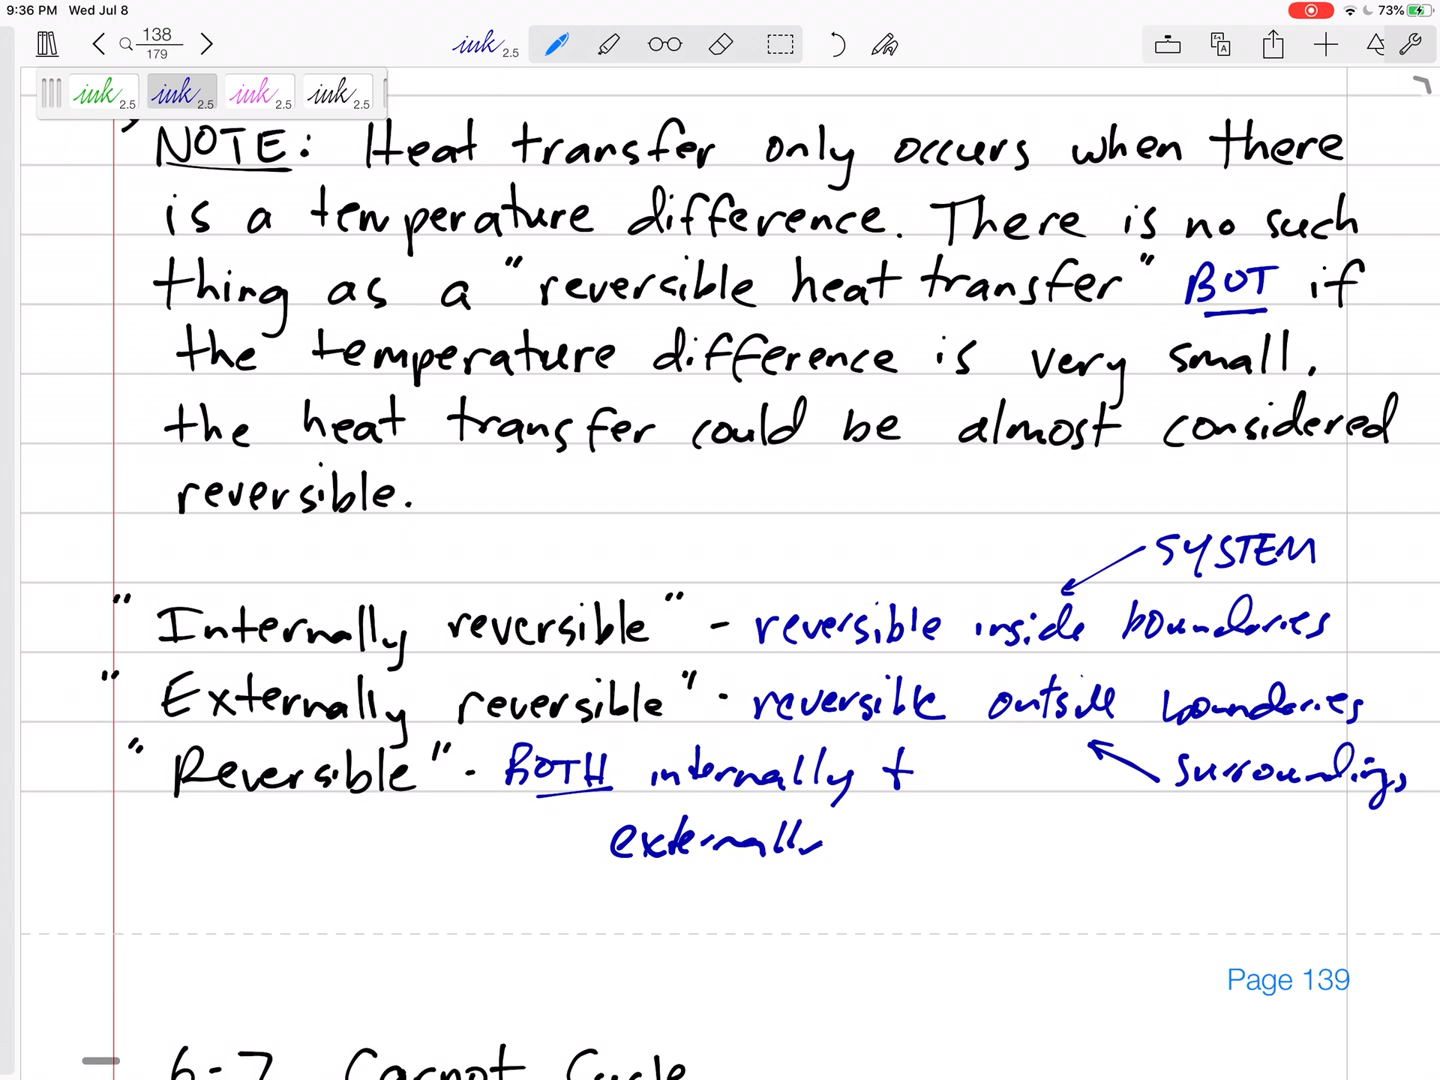 9:36 PM Wed Jul 8
73%
138
179
ink 2.5
ink 2.5
ink 2.5
ink 2.5
ink 2.5
NOTE: Heat transfer only occurs when there
is a temperature difference. There is no such
thing as a "reversible heat transfer" BUT if
the temperature difference is very small,
the heat transfer could be almost considered
reversible.
SYSTEM
"Internally reversible" - reversible inside boundaries
"Externally reversible" - reversible outside boundaries
"Reversible" - BOTH internally + surroundings
externally
Page 139
6-7 Carnot Cycle